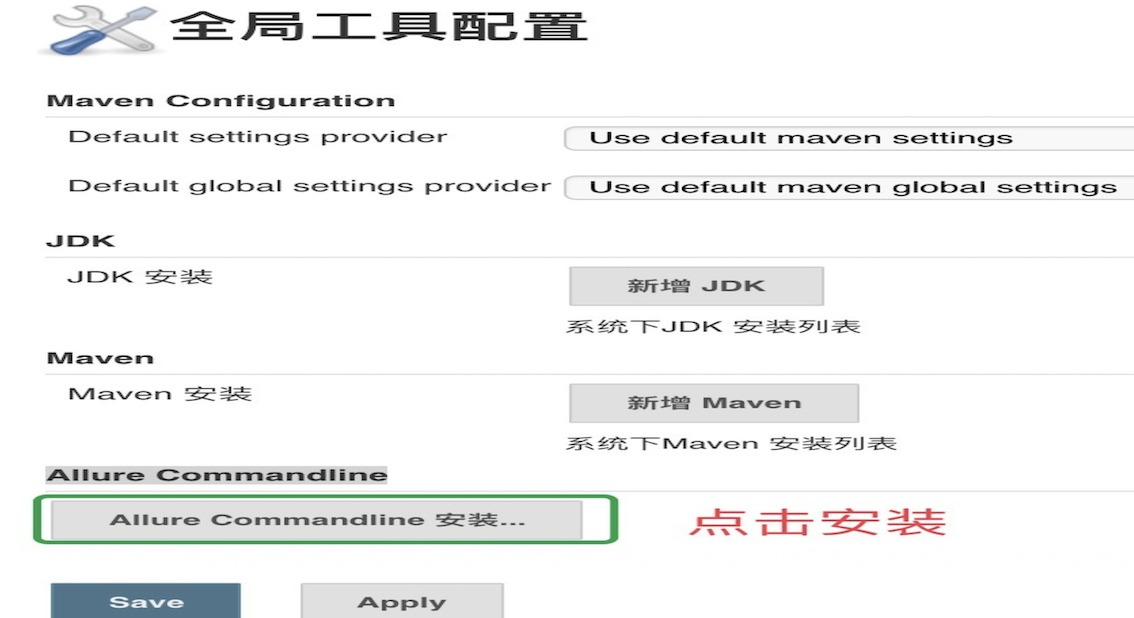 全局工具配置
Maven Configuration
Default settings provider Use default maven settings
Default global settings provider Use default maven global settings
JDK
JDK 安装 新增 JDK
系统下JDK 安装列表
Maven
Maven 安装 新增 Maven
系统下Maven 安装列表
Allure Commandline
Allure Commandline 安装... 点击安装
Save Apply